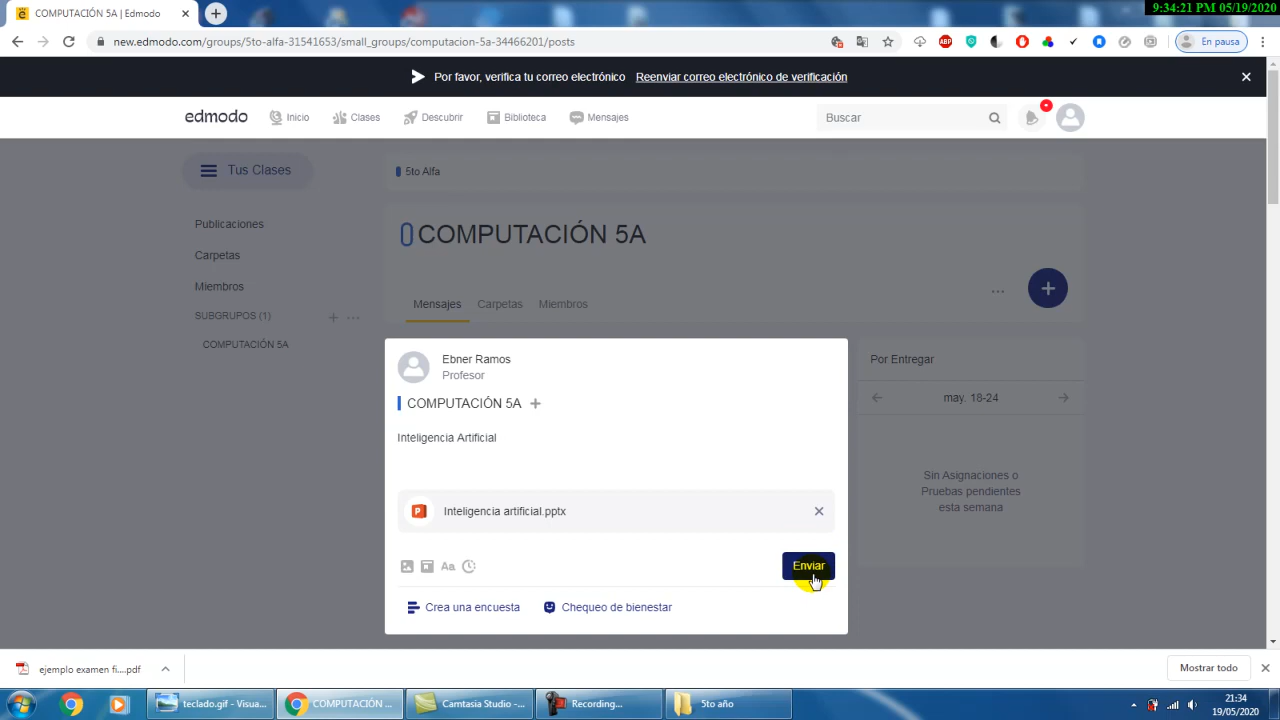 9:34:21 PM 05/19/2020
COMPUTACIÓN 5A | Edmodo
new.edmodo.com/groups/5to-alfa-31541653/small_groups/computacion-5a-34466201/posts
ABP
En pausa
Por favor, verifica tu correo electrónico Reenviar correo electrónico de verificación
edmodo Inicio Clases Descubrir Biblioteca Mensajes Buscar
Tus Clases
5to Alfa
Publicaciones
Carpetas
Miembros
SUBGRUPOS (1)
COMPUTACIÓN 5A
COMPUTACIÓN 5A
Mensajes Carpetas Miembros
Ebner Ramos
Profesor
COMPUTACIÓN 5A
Inteligencia Artificial
Inteligencia artificial.pptx
Aa
Enviar
Crea una encuesta Chequeo de bienestar
Por Entregar
may. 18-24
Sin Asignaciones o
Pruebas pendientes
esta semana
ejemplo examen fi....pdf
Mostrar todo
teclado.gif - Visua... COMPUTACIÓN ... Camtasia Studio -... Recording... 5to año
21:34
19/05/2020